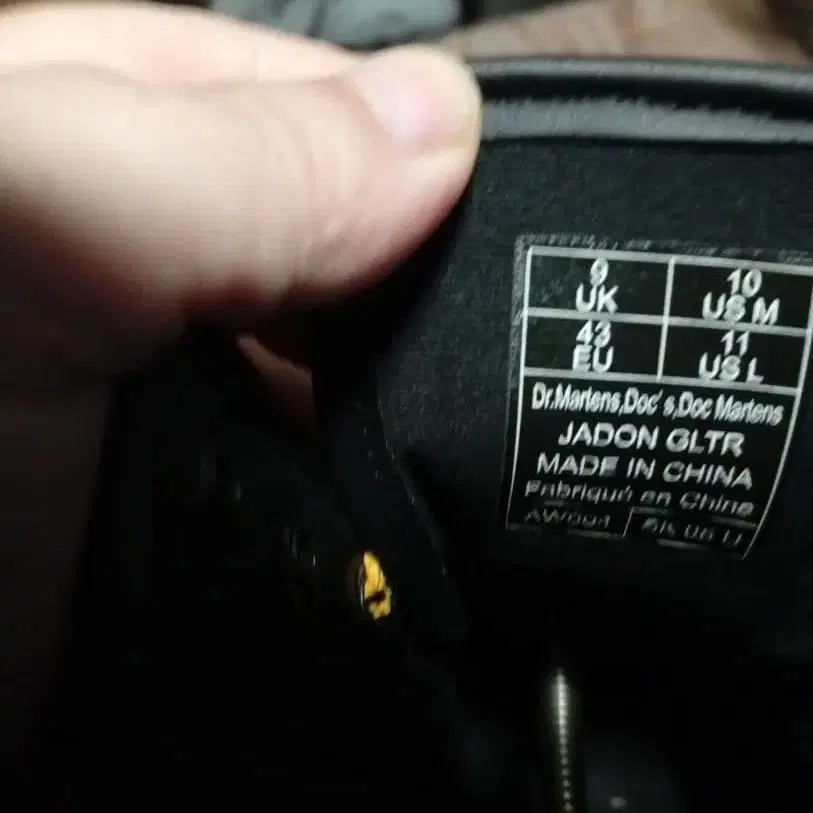 9 UK
10 US M
43 EU
11 US L
Dr.Martens,Doc's,Doc Martens
JADON GLTR
MADE IN CHINA
en Chine